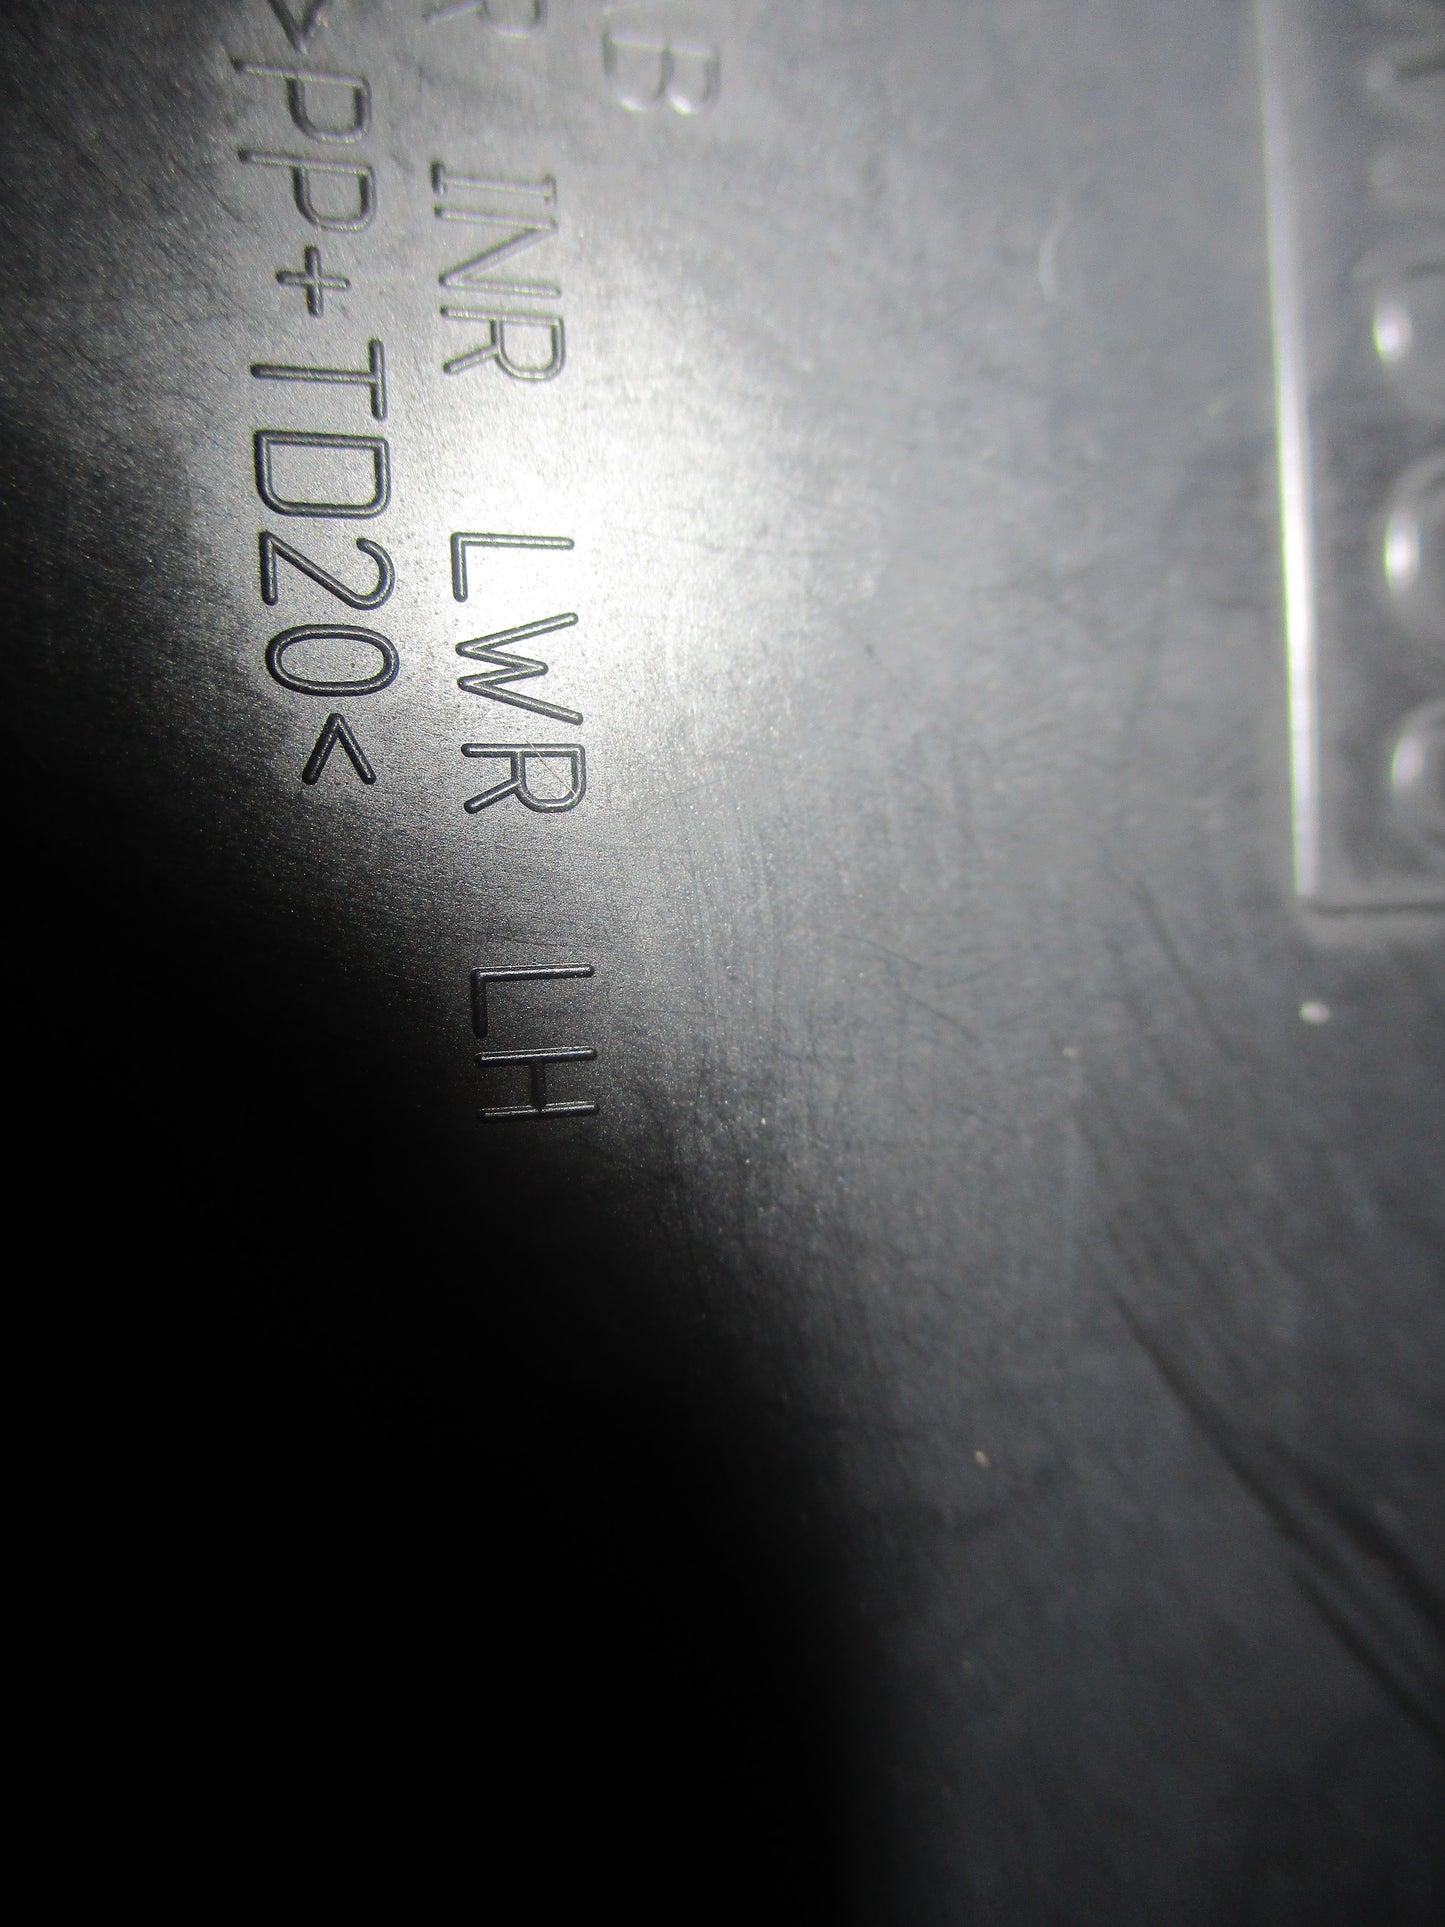 B
R INR LWR LH
>PP+TD20<